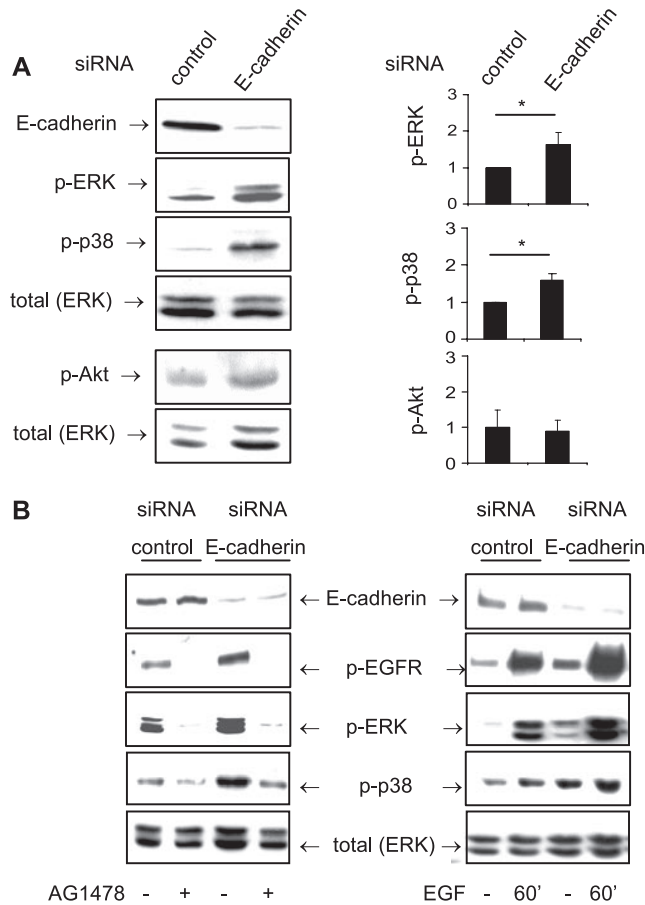 A
siRNA
control
E-cadherin
E-cadherin →
p-ERK →
p-p38 →
total (ERK) →
p-Akt →
total (ERK) →
siRNA
control
E-cadherin
p-ERK
3
2
1
0
*
p-p38
3
2
1
0
*
p-Akt
3
2
1
0
B
siRNA siRNA
control E-cadherin
siRNA siRNA
control E-cadherin
← E-cadherin →
← p-EGFR →
← p-ERK →
← p-p38 →
← total (ERK) →
AG1478 - + - +
EGF - 60' - 60'